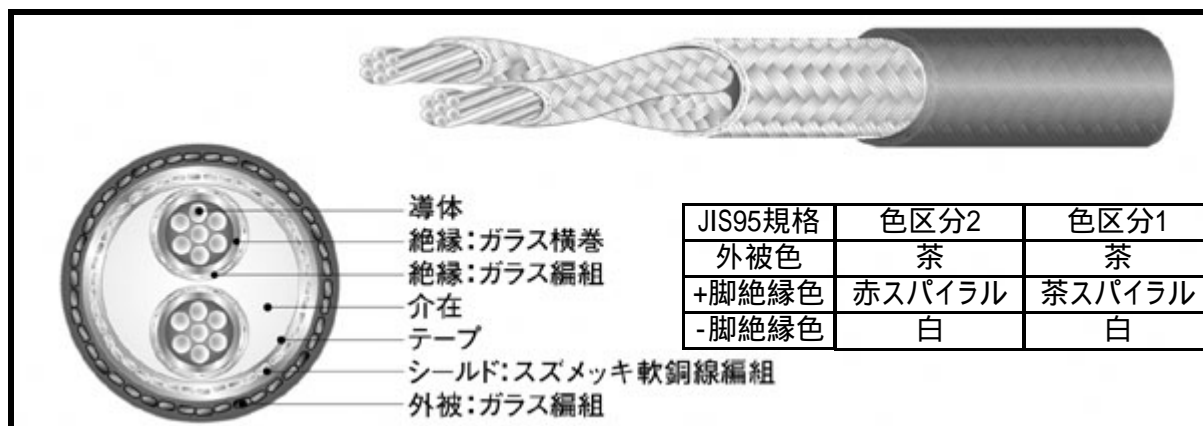 導体
絶縁:ガラス横巻
絶縁:ガラス編組
介在
テープ
シールド:スズメッキ軟銅線編組
外被:ガラス編組
JIS95規格 色区分2 色区分1
外被色 茶 茶
+脚絶縁色 赤スパイラル 茶スパイラル
-脚絶縁色 白 白